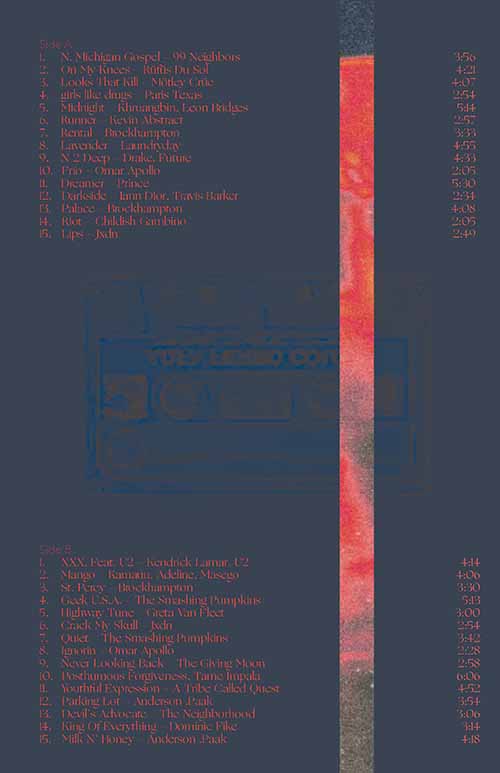 Side A
1. N. Michigan Gospel – 99 Neighbors 3:56
2. On My Knees – Rüfüs Du Sol 4:21
3. Looks That Kill – Mötley Crüe 4:07
4. girls like drugs – Paris Texas 2:54
5. Midnight – Khruangbin, Leon Bridges 5:14
6. Runner – Kevin Abstract 2:57
7. Rental – Brockhampton 3:33
8. Lavender – Laundryday 4:55
9. N 2 Deep – Drake, Future 4:33
10. Frío – Omar Apollo 2:05
11. Dreamer – Prince 5:30
12. Darkside – Iann Dior, Travis Barker 2:34
13. Palace – Brockhampton 4:08
14. Riot – Childish Gambino 2:05
15. Lips – Jxdn 2:49
Side B
1. XXX. Feat. U2 – Kendrick Lamar, U2 4:14
2. Mango – Kamauu, Adeline, Masego 4:06
3. St. Percy – Brockhampton 3:30
4. Geek U.S.A. – The Smashing Pumpkins 5:13
5. Highway Tune – Greta Van Fleet 3:00
6. Crack My Skull – Jxdn 2:54
7. Quiet – The Smashing Pumpkins 3:42
8. Ignorin – Omar Apollo 2:28
9. Never Looking Back – The Giving Moon 2:58
10. Posthumous Forgiveness, Tame Impala 6:06
11. Youthful Expression – A Tribe Called Quest 4:52
12. Parking Lot – Anderson .Paak 3:54
13. Devil's Advocate – The Neighborhood 3:06
14. King Of Everything – Dominic Fike 3:14
15. Milk N' Honey – Anderson .Paak 4:18